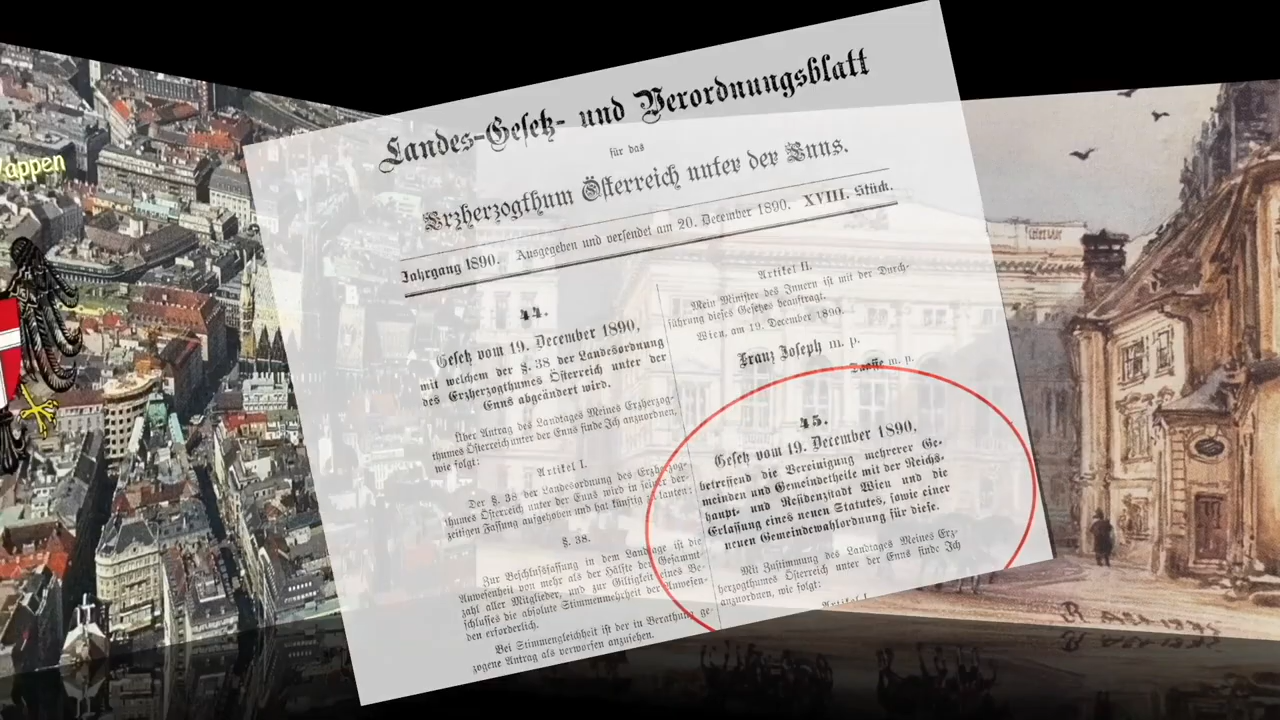 Wappen
Landes-Gesetz- und Verordnungsblatt
für das
Erzherzogthum Österreich unter der Enns.
Jahrgang 1890. Ausgegeben und versendet am 20. December 1890. XVIII. Stück.
44.
Gesetz vom 19. December 1890,
mit welchem der §. 38 der Landesordnung
des Erzherzogthumes Österreich unter der
Enns abgeändert wird.
Über Antrag des Landtages Meines Erzherzog-
thumes Österreich unter der Enns finde Ich anzuordnen,
wie folgt:
Artikel I.
Der §. 38 der Landesordnung des Erzherzog-
thumes Österreich unter der Enns wird in seiner der-
zeitigen Fassung aufgehoben und hat künftig zu lauten:
§. 38.
Zur Beschlußfassung in dem Landtage ist die
Anwesenheit von mehr als der Hälfte der Gesammt-
zahl aller Mitglieder, und zur Giltigkeit eines Be-
schlusses die absolute Stimmenmehrheit der Anwesen-
den erforderlich.
Bei Stimmengleichheit ist der in Berathung ge-
zogene Antrag als verworfen anzusehen.
Artikel II.
Mein Minister des Innern ist mit der Durch-
führung dieses Gesetzes beauftragt.
Wien, am 19. December 1890.
Franz Joseph m. p.
Taaffe m. p.
45.
Gesetz vom 19. December 1890,
betreffend die Vereinigung mehrerer Ge-
meinden und Gemeindetheile mit der Reichs-
haupt- und Residenzstadt Wien und die
Erlassung eines neuen Statutes, sowie einer
neuen Gemeindewahlordnung für diese.
Mit Zustimmung des Landtages Meines Erz-
herzogthumes Österreich unter der Enns finde Ich
anzuordnen, wie folgt:
Artikel I.